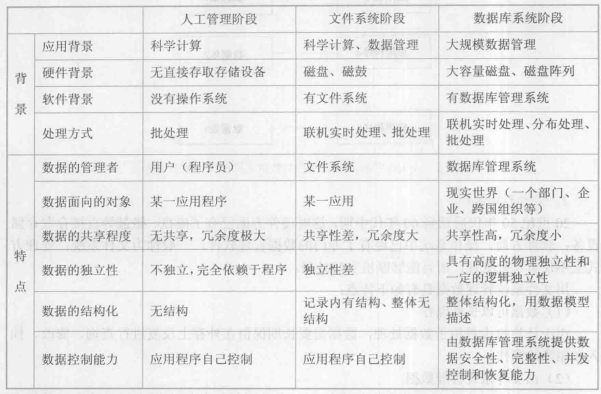 人工管理阶段 文件系统阶段 数据库系统阶段
背景
应用背景 科学计算 科学计算、数据管理 大规模数据管理
硬件背景 无直接存取存储设备 磁盘、磁鼓 大容量磁盘、磁盘阵列
软件背景 没有操作系统 有文件系统 有数据库管理系统
处理方式 批处理 联机实时处理、批处理 联机实时处理、分布处理、
批处理
特点
数据的管理者 用户（程序员） 文件系统 数据库管理系统
数据面向的对象 某一应用程序 某一应用 现实世界（一个部门、企
业、跨国组织等）
数据的共享程度 无共享，冗余度极大 共享性差，冗余度大 共享性高，冗余度小
数据的独立性 不独立，完全依赖于程序 独立性差 具有高度的物理独立性和
一定的逻辑独立性
数据的结构化 无结构 记录内有结构、整体无
结构 整体结构化，用数据模型
描述
数据控制能力 应用程序自己控制 应用程序自己控制 由数据库管理系统提供数
据安全性、完整性、并发
控制和恢复能力